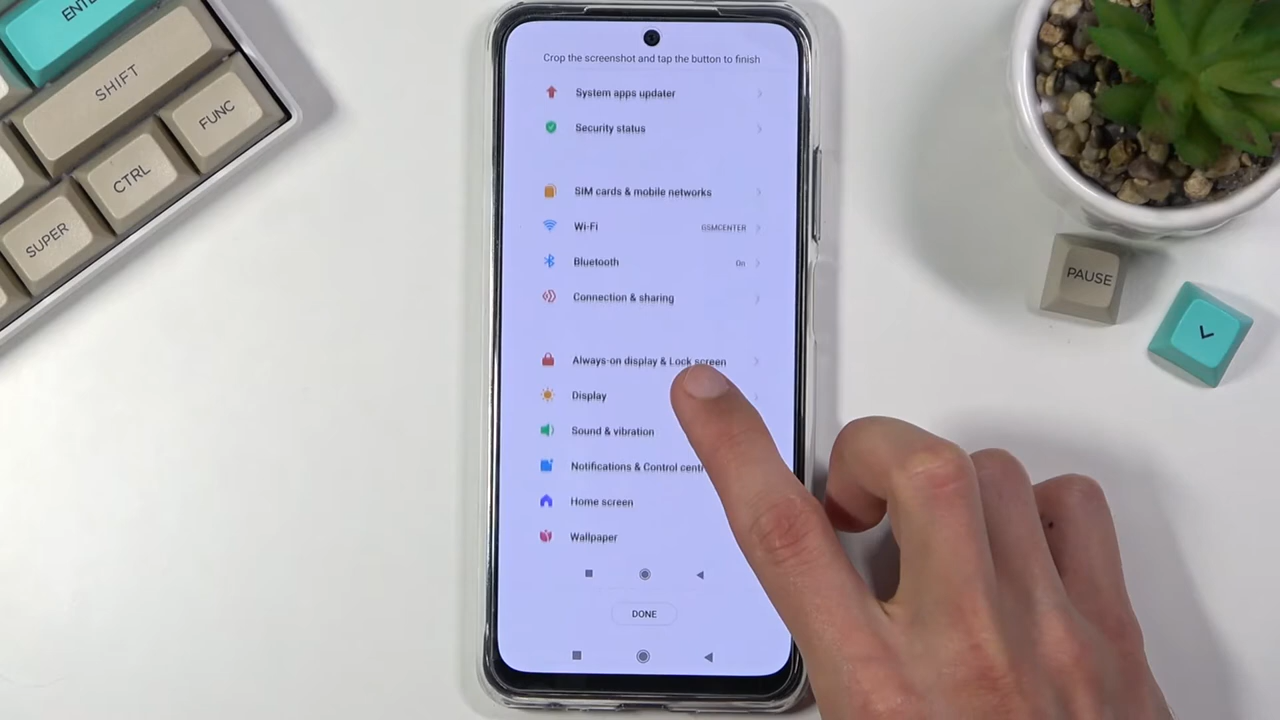 ENTE
SHIFT
FUNC
CTRL
SUPER
PAUSE
Crop the screenshot and tap the button to finish
System apps updater
Security status
SIM cards & mobile networks
Wi-Fi GSMCENTER
Bluetooth On
Connection & sharing
Always-on display & Lock screen
Display
Sound & vibration
Notifications & Control cent
Home screen
Wallpaper
DONE